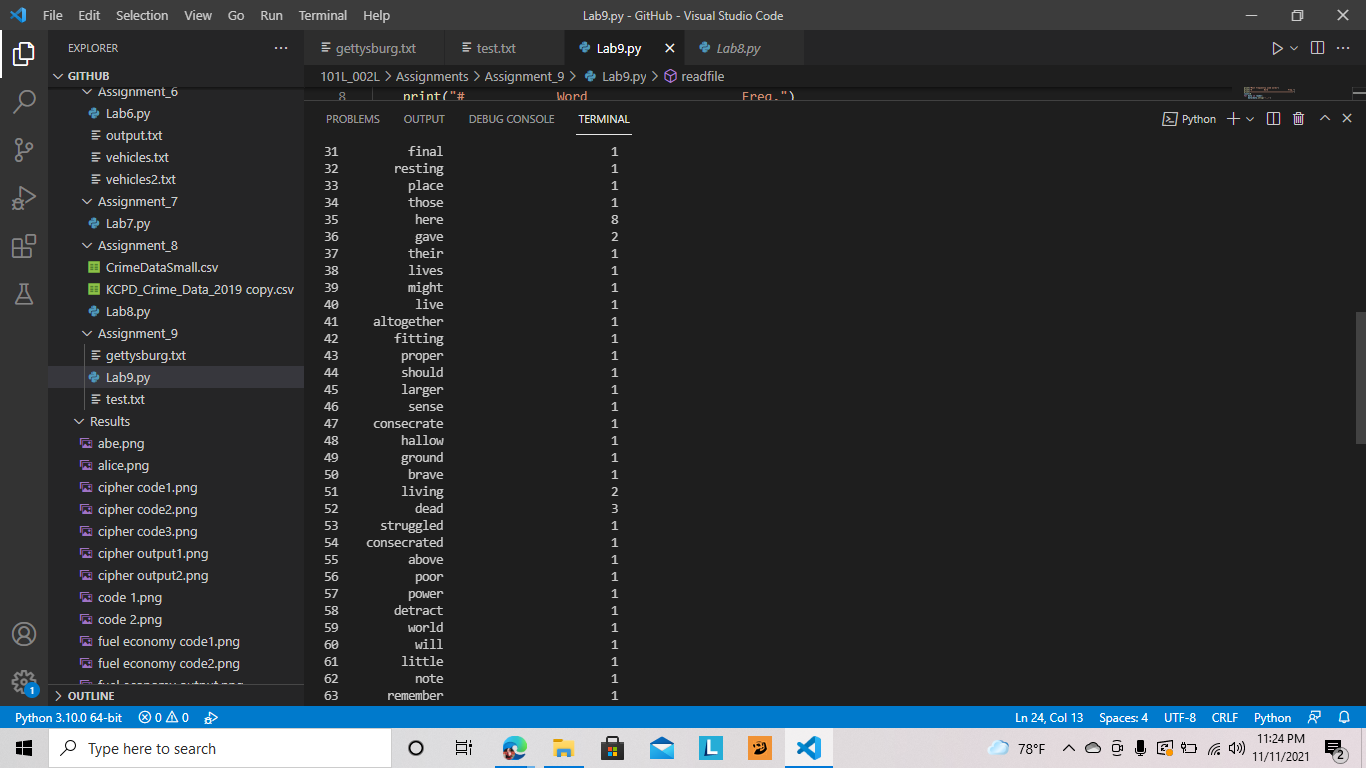 File Edit Selection View Go Run Terminal Help Lab9.py - GitHub - Visual Studio Code
EXPLORER
gettysburg.txt test.txt Lab9.py Lab8.py
GITHUB
101L_002L > Assignments > Assignment_9 > Lab9.py > readfile
Assignment_6
Lab6.py
output.txt
vehicles.txt
vehicles2.txt
Assignment_7
Lab7.py
Assignment_8
CrimeDataSmall.csv
KCPD_Crime_Data_2019 copy.csv
Lab8.py
Assignment_9
gettysburg.txt
Lab9.py
test.txt
Results
abe.png
alice.png
cipher code1.png
cipher code2.png
cipher code3.png
cipher output1.png
cipher output2.png
code 1.png
code 2.png
fuel economy code1.png
fuel economy code2.png
fuel economy output.png
OUTLINE
8 print("# Word Freq.")
PROBLEMS OUTPUT DEBUG CONSOLE TERMINAL Python
31 final 1
32 resting 1
33 place 1
34 those 1
35 here 8
36 gave 2
37 their 1
38 lives 1
39 might 1
40 live 1
41 altogether 1
42 fitting 1
43 proper 1
44 should 1
45 larger 1
46 sense 1
47 consecrate 1
48 hallow 1
49 ground 1
50 brave 1
51 living 2
52 dead 3
53 struggled 1
54 consecrated 1
55 above 1
56 poor 1
57 power 1
58 detract 1
59 world 1
60 will 1
61 little 1
62 note 1
63 remember 1
1
Python 3.10.0 64-bit 0 0 Ln 24, Col 13 Spaces: 4 UTF-8 CRLF Python
Type here to search L 78°F 11:24 PM
11/11/2021
2